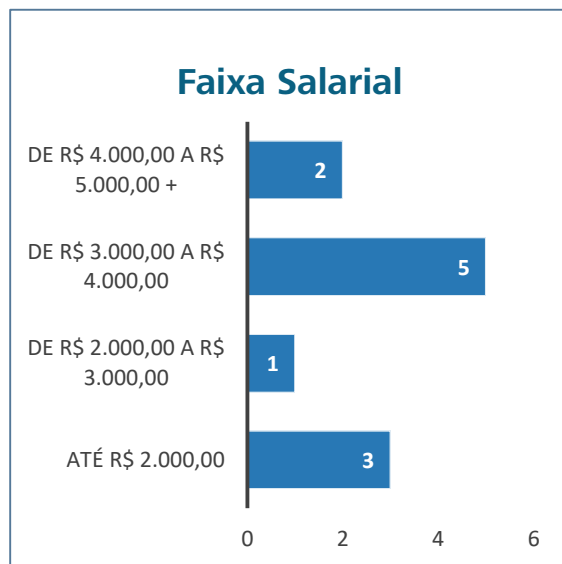 Faixa Salarial
DE R$ 4.000,00 A R$
5.000,00 +
2
DE R$ 3.000,00 A R$
4.000,00
5
DE R$ 2.000,00 A R$
3.000,00
1
ATÉ R$ 2.000,00
3
0 2 4 6